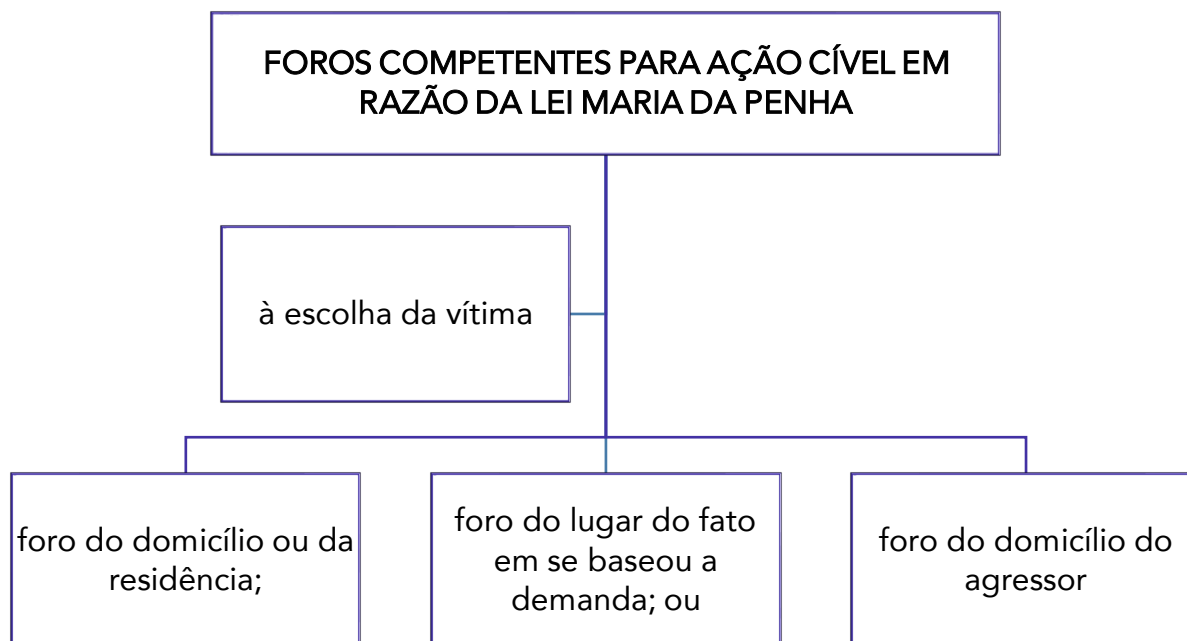 FOROS COMPETENTES PARA AÇÃO CÍVEL EM
RAZÃO DA LEI MARIA DA PENHA
à escolha da vítima
foro do domicílio ou da
residência;
foro do lugar do fato
em se baseou a
demanda; ou
foro do domicílio do
agressor